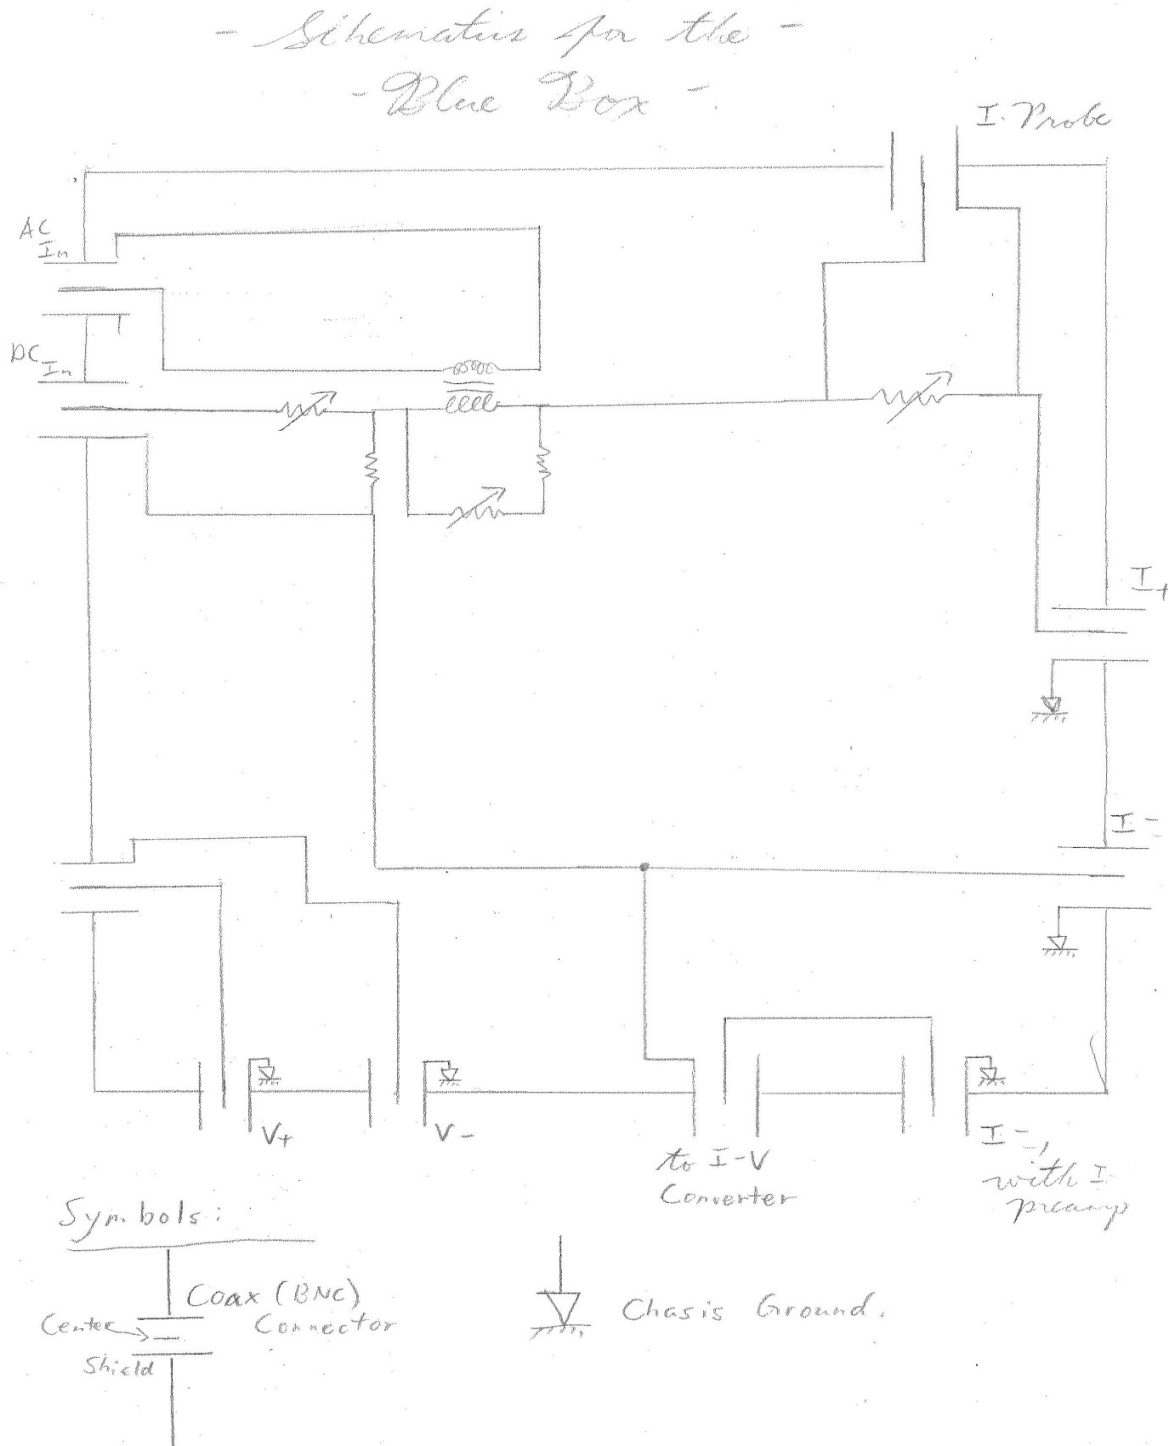 - Schematics for the -
- Blue Box -.
I. Probe
AC
In
DC
In
I+
I-
V+
V-
to I-V
Converter
I-,
with I
preamp
Symbols:
Coax (BNC)
Connector
Center
Shield
Chasis Ground.